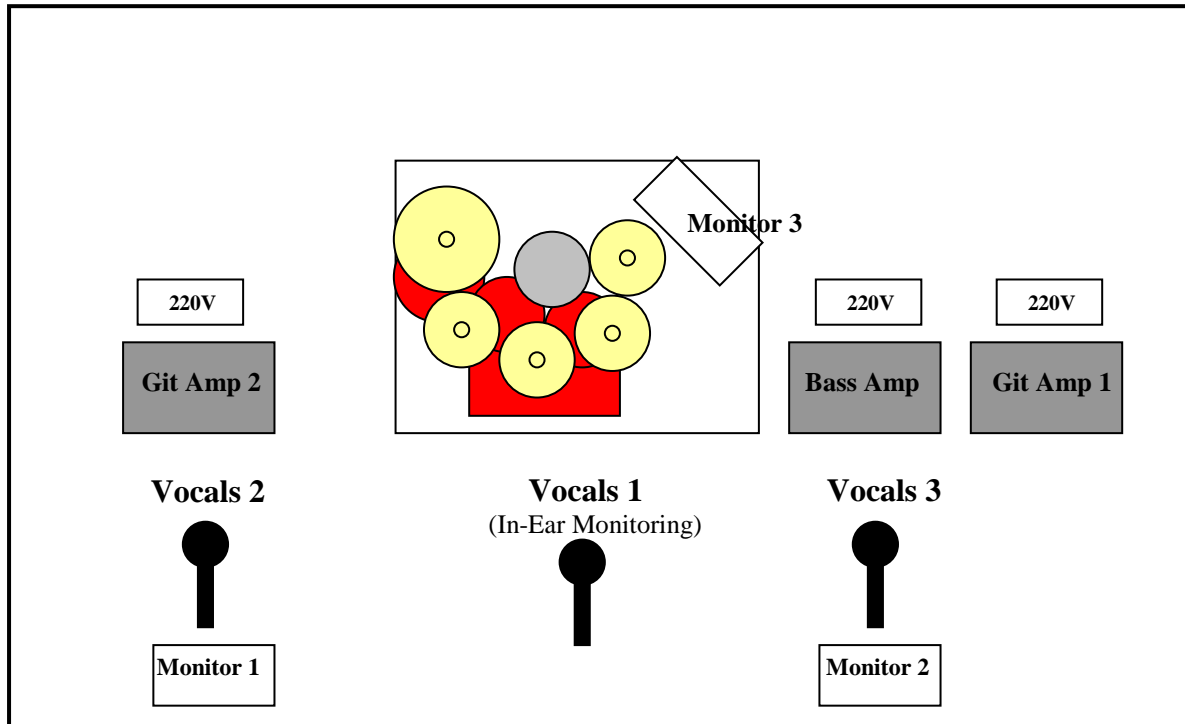 Monitor 3
220V
220V
220V
Git Amp 2
Bass Amp
Git Amp 1
Vocals 2
Vocals 1
(In-Ear Monitoring)
Vocals 3
Monitor 1
Monitor 2